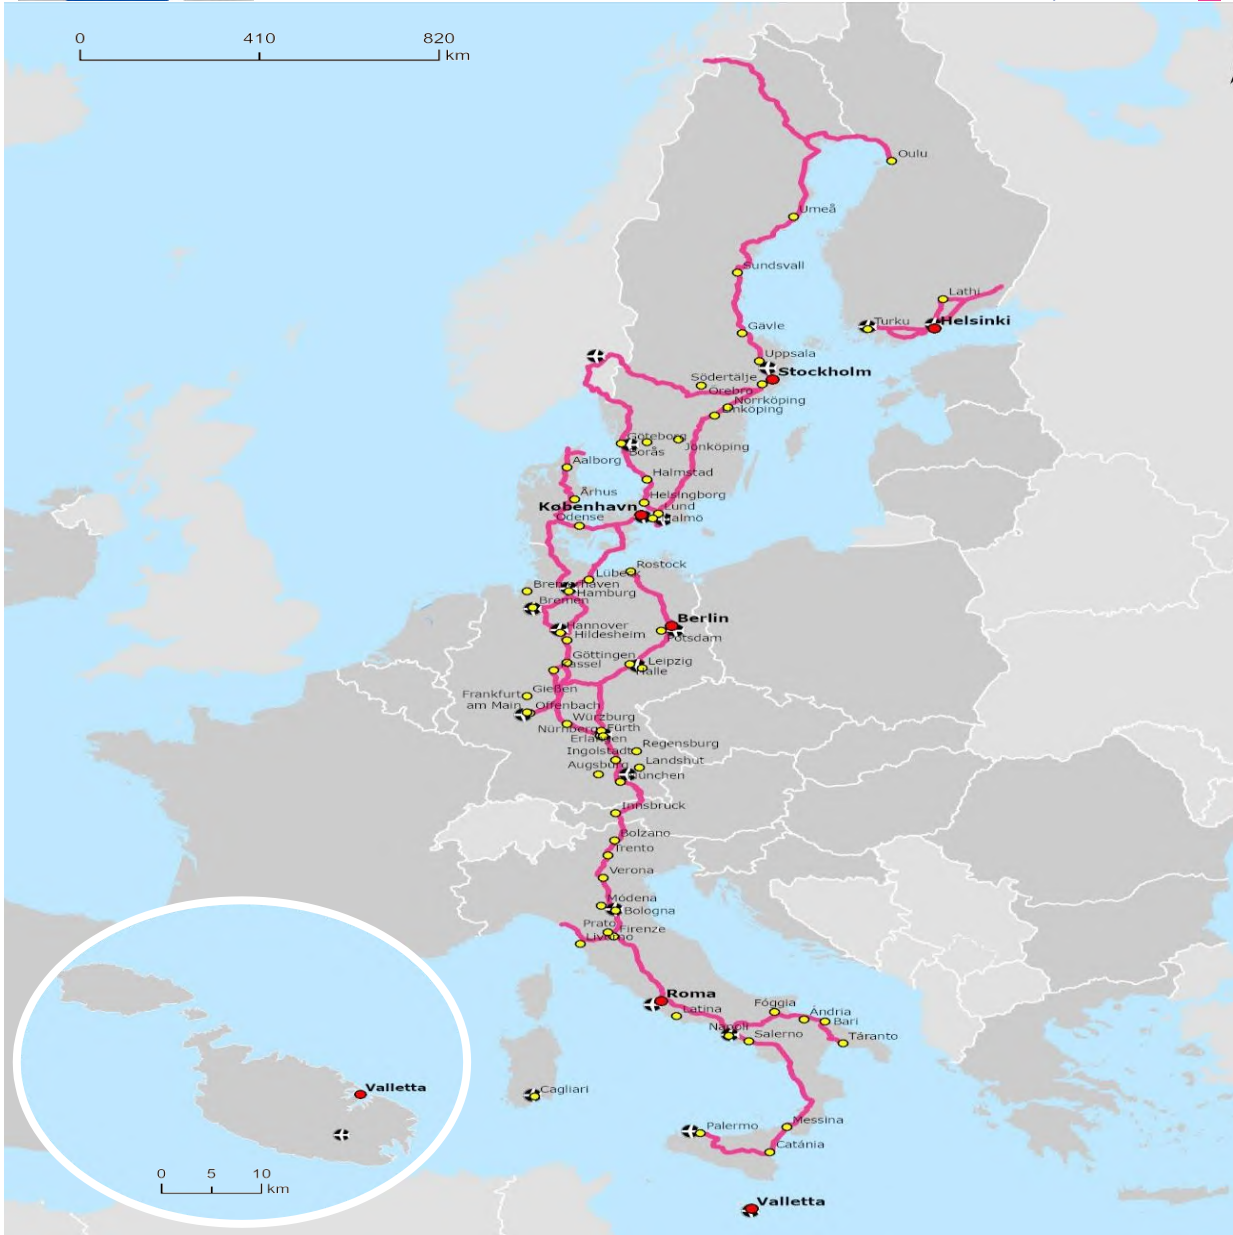 0 410 820
km
Oulu
Umeå
Sundsvall
Lathi
Turku
Helsinki
Gävle
Uppsala
Stockholm
Södertälje
Örebro
Norrköping
Linköping
Göteborg
Jönköping
Borås
Aalborg
Halmstad
Århus
Helsingborg
København
Lund
Odense
Malmö
Rostock
Lübeck
Bremerhaven
Hamburg
Bremen
Berlin
Hannover
Hildesheim
Potsdam
Göttingen
Leipzig
Kassel
Halle
Gießen
Frankfurt
am Main
Offenbach
Würzburg
Nürnberg
Fürth
Erlangen
Regensburg
Ingolstadt
Landshut
Augsburg
München
Innsbruck
Bolzano
Trento
Verona
Módena
Bologna
Prato
Firenze
Livorno
Roma
Latina
Fóggia
Ándria
Bari
Nápoli
Salerno
Táranto
Cagliari
Valletta
Messina
Palermo
Catánia
0 5 10
km
Valletta